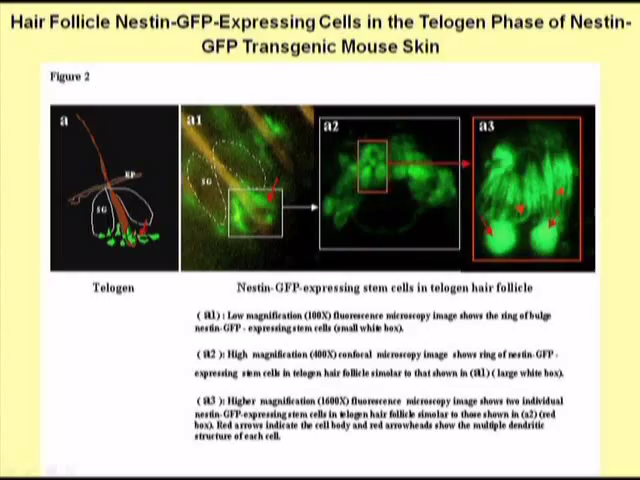 Hair Follicle Nestin-GFP-Expressing Cells in the Telogen Phase of Nestin-
GFP Transgenic Mouse Skin
Figure 2
a
a1
a2
a3
EP
SG
SG
Telogen
Nestin-GFP-expressing stem cells in telogen hair follicle
( a1) : Low magnification (100X) fluorescence microscopy image shows the ring of bulge
nestin-GFP - expressing stem cells (small white box).
( a2 ): High magnification (400X) confocal microscopy image shows ring of nestin-GFP -
expressing stem cells in telogen hair follicle simolar to that shown in (a1) ( large white box).
( a3 ): Higher magnification (1600X) fluorescence microscopy image shows two individual
nestin-GFP-expressing stem cells in telogen hair follicle simolar to those shown in (a2) (red
box). Red arrows indicate the cell body and red arrowheads show the multiple dendritic
structure of each cell.